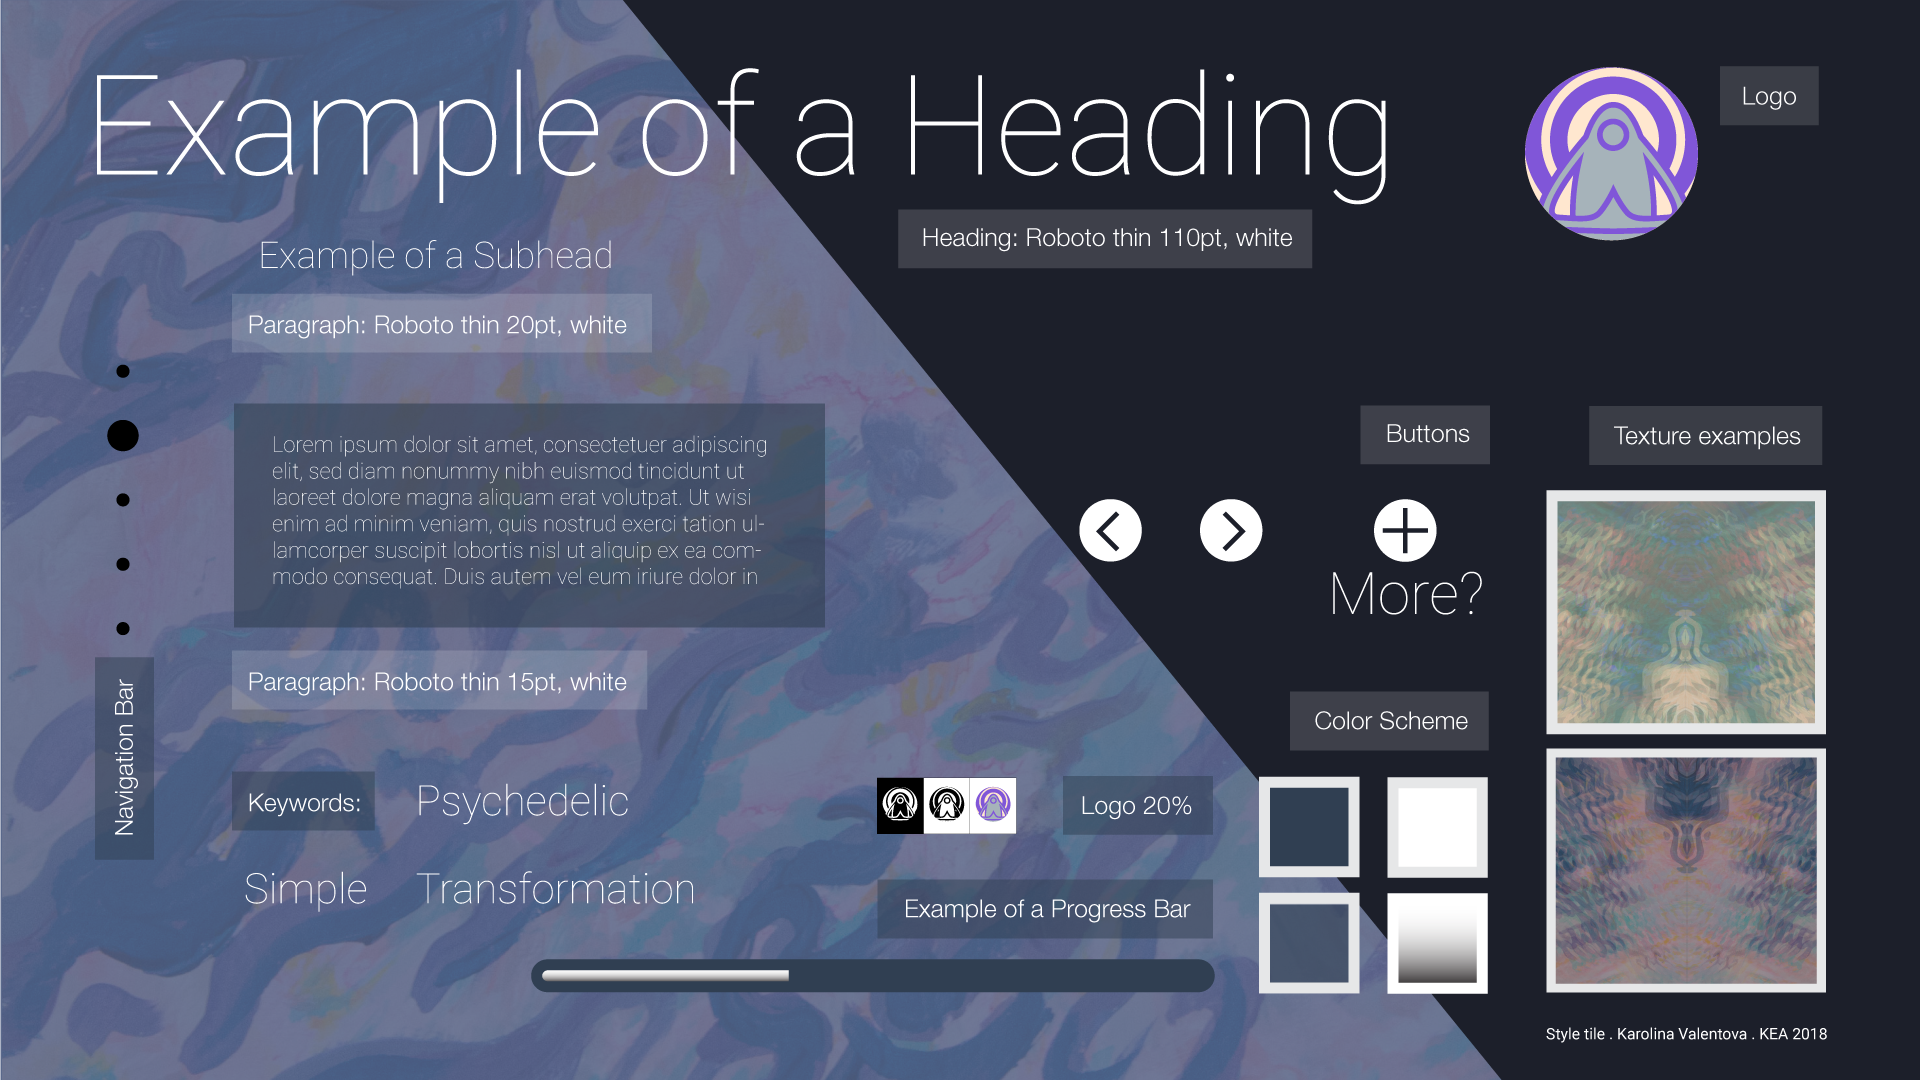 Example of a Heading
Logo
Heading: Roboto thin 110pt, white
Example of a Subhead
Paragraph: Roboto thin 20pt, white
Lorem ipsum dolor sit amet, consectetuer adipiscing
elit, sed diam nonummy nibh euismod tincidunt ut
laoreet dolore magna aliquam erat volutpat. Ut wisi
enim ad minim veniam, quis nostrud exerci tation ul-
lamcorper suscipit lobortis nisl ut aliquip ex ea com-
modo consequat. Duis autem vel eum iriure dolor in
Paragraph: Roboto thin 15pt, white
Navigation Bar
Keywords:
Psychedelic
Simple
Transformation
Logo 20%
Example of a Progress Bar
Buttons
More?
Color Scheme
Texture examples
Style tile . Karolina Valentova . KEA 2018